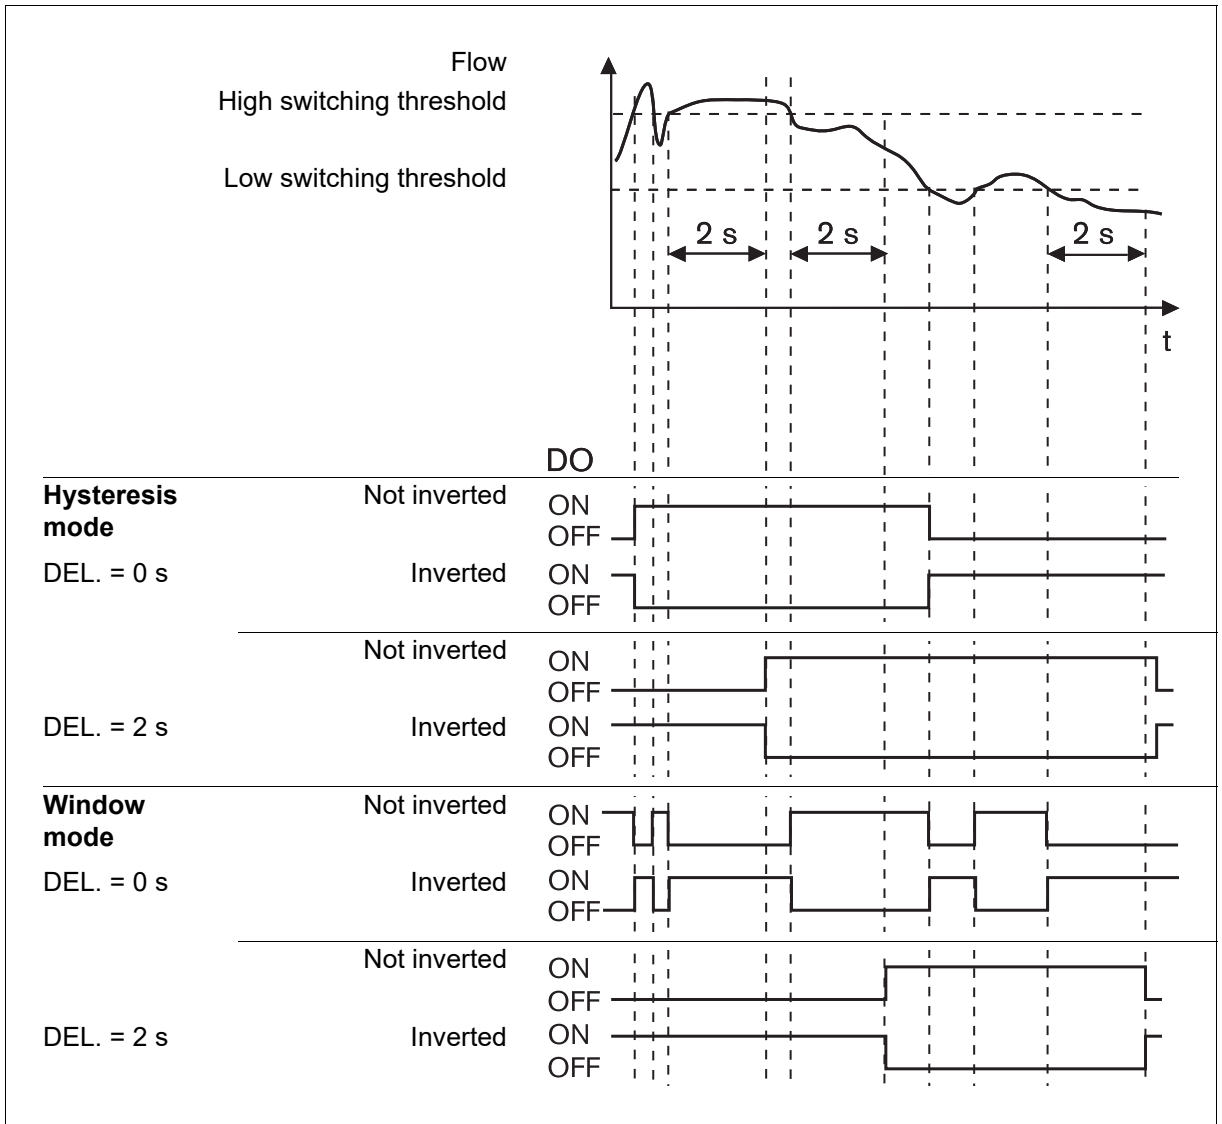 Flow
High switching threshold
Low switching threshold
2 s 2 s 2 s
t
DO
Hysteresis Not inverted ON
mode OFF
DEL. = 0 s Inverted ON
OFF
Not inverted ON
OFF
DEL. = 2 s Inverted ON
OFF
Window Not inverted ON
mode OFF
DEL. = 0 s Inverted ON
OFF
Not inverted ON
OFF
DEL. = 2 s Inverted ON
OFF